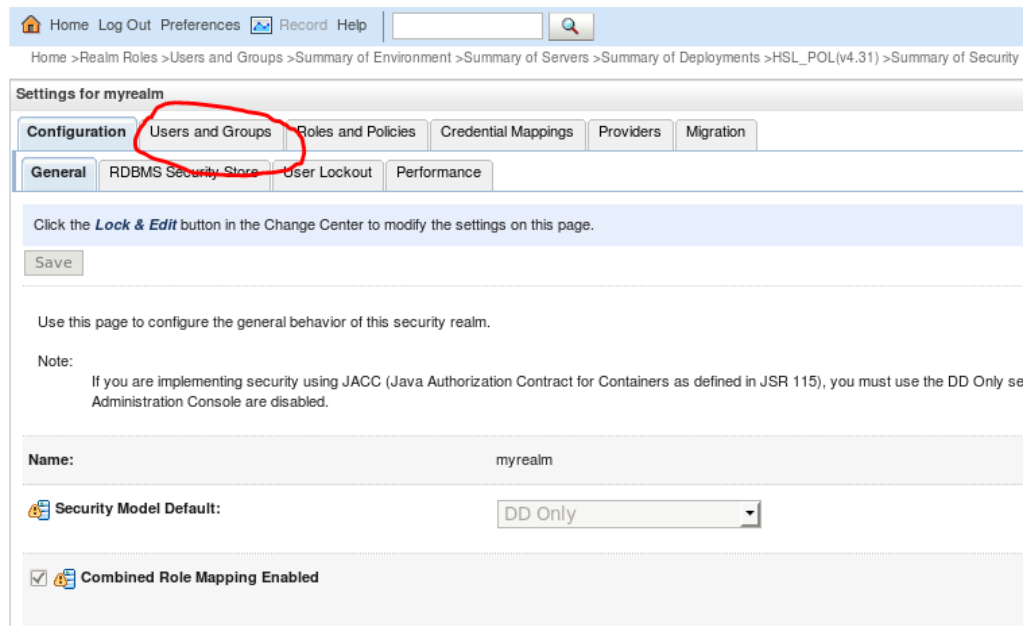 Home Log Out Preferences Record Help
Home >Realm Roles >Users and Groups >Summary of Environment >Summary of Servers >Summary of Deployments >HSL_POL(v4.31) >Summary of Security
Settings for myrealm
Configuration Users and Groups Roles and Policies Credential Mappings Providers Migration
General RDBMS Security Store User Lockout Performance
Click the Lock & Edit button in the Change Center to modify the settings on this page.
Save
Use this page to configure the general behavior of this security realm.
Note:
If you are implementing security using JACC (Java Authorization Contract for Containers as defined in JSR 115), you must use the DD Only se
Administration Console are disabled.
Name: myrealm
Security Model Default: DD Only
Combined Role Mapping Enabled